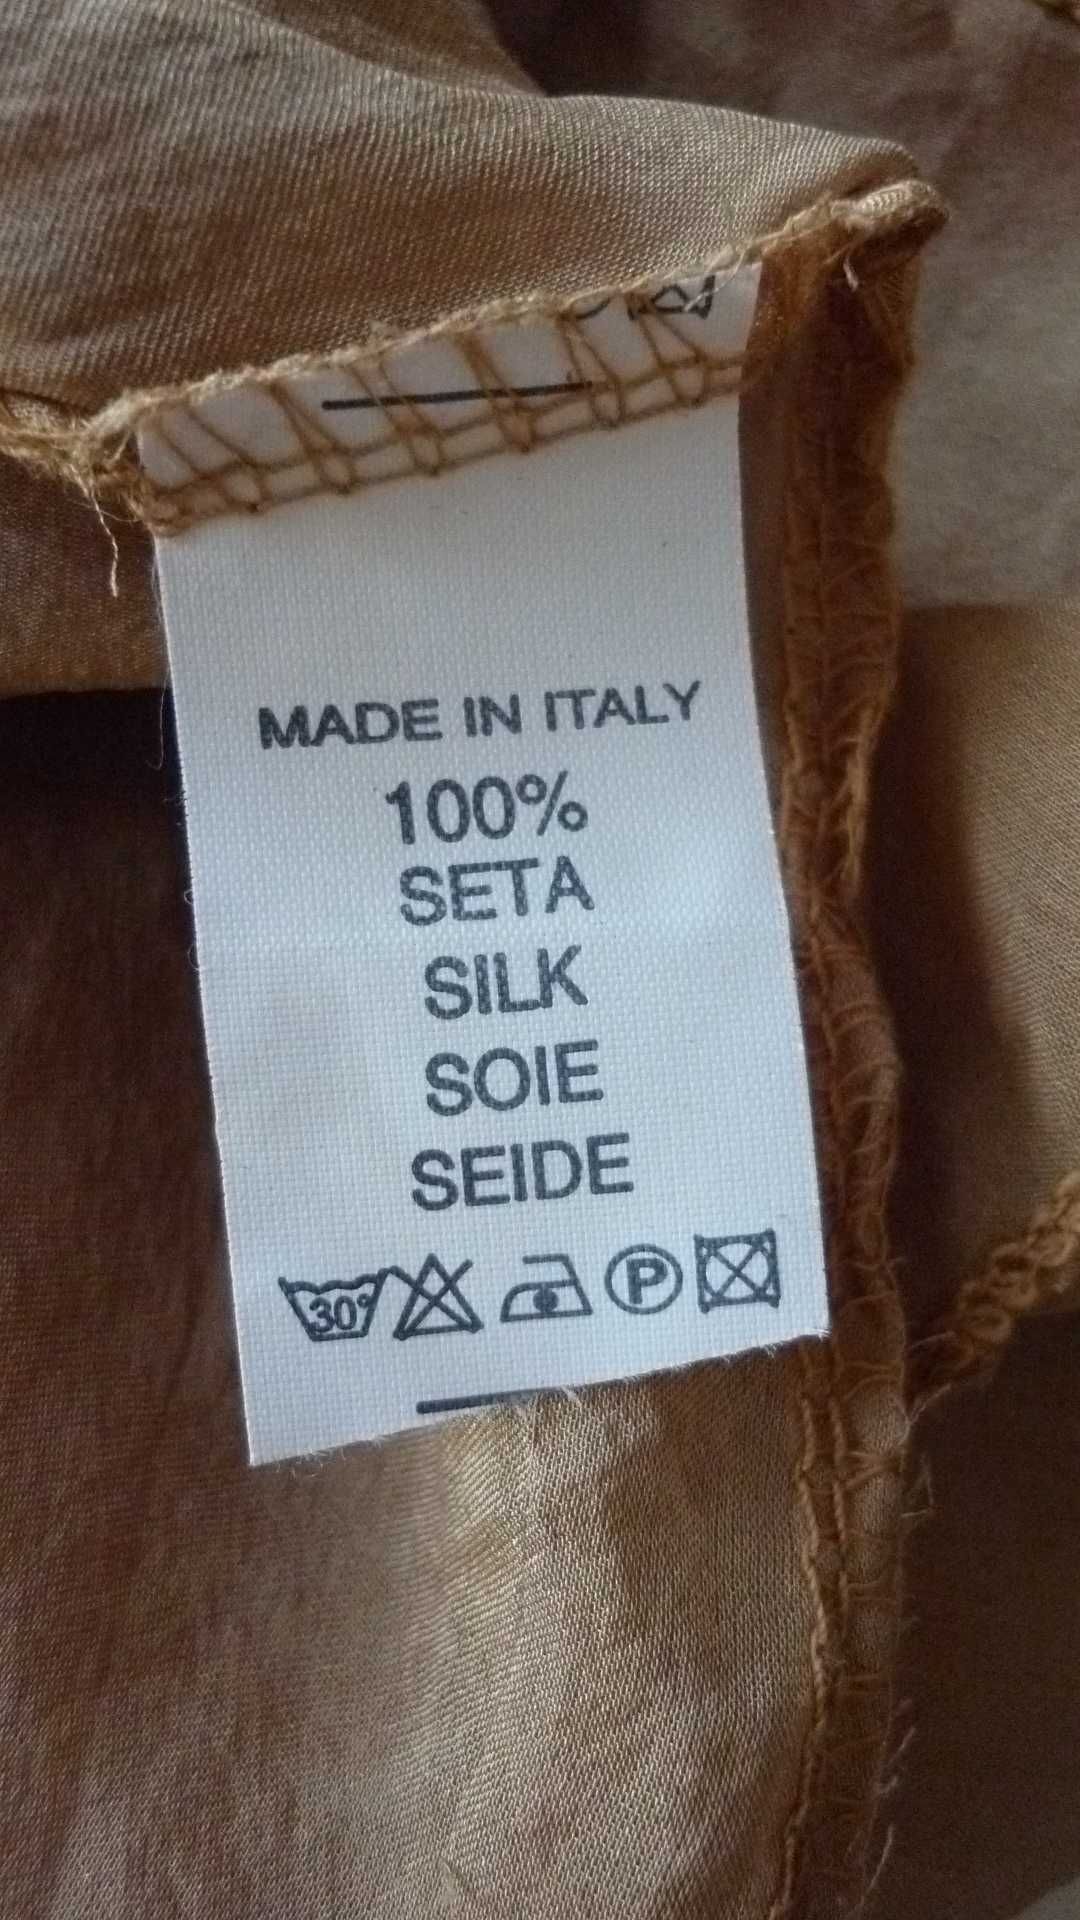 MADE IN ITALY
100%
SETA
SILK
SOIE
SEIDE
30° P